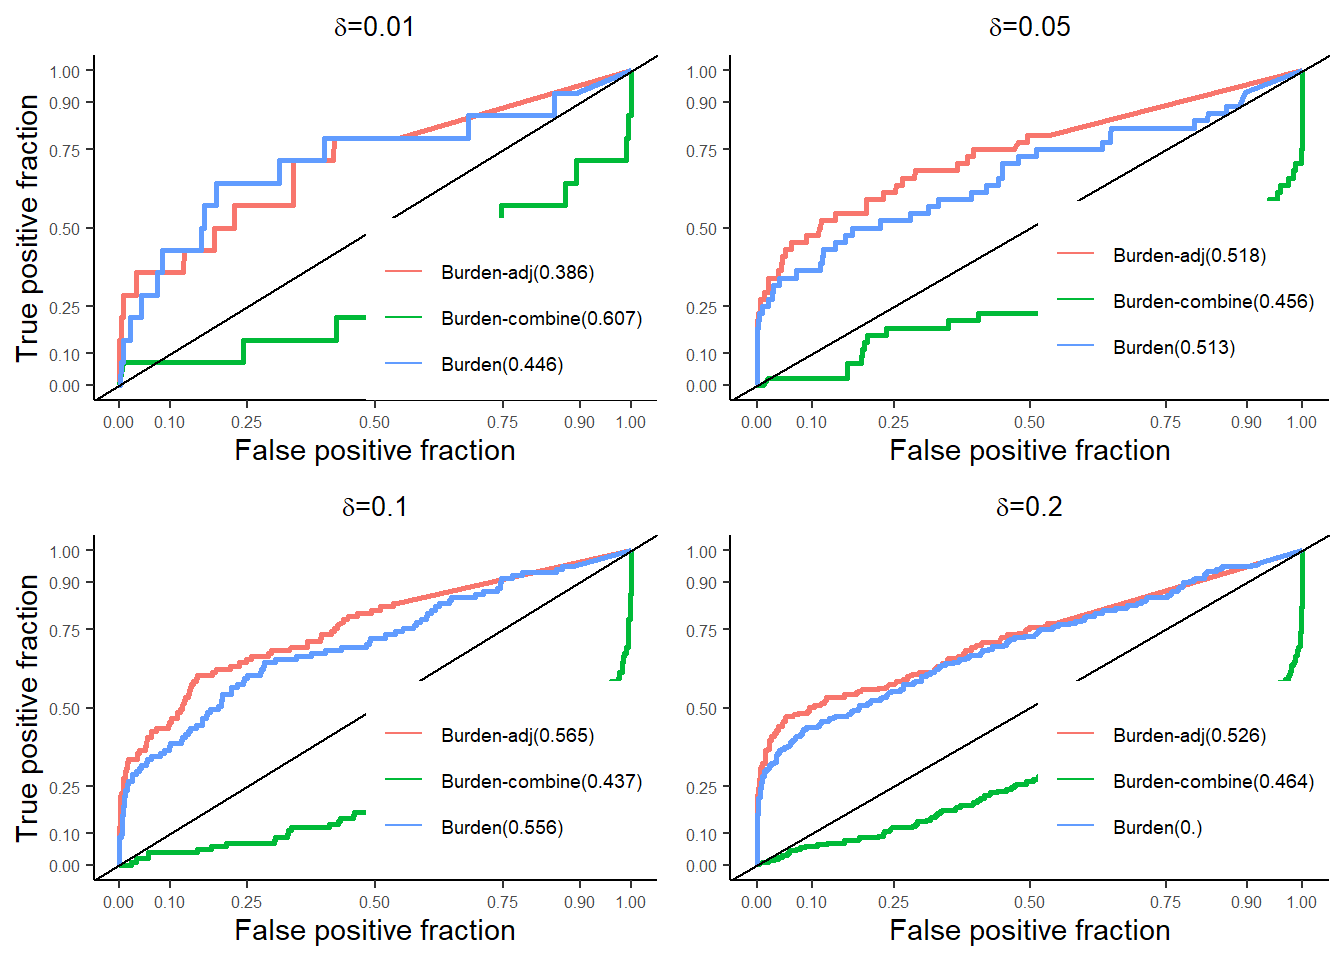 δ=0.01
True positive fraction
1.00
0.90
0.75
0.50
0.25
0.10
0.00
Burden-adj(0.386)
Burden-combine(0.607)
Burden(0.446)
0.00 0.10 0.25 0.50 0.75 0.90 1.00
False positive fraction
δ=0.05
1.00
0.90
0.75
0.50
0.25
0.10
0.00
Burden-adj(0.518)
Burden-combine(0.456)
Burden(0.513)
0.00 0.10 0.25 0.50 0.75 0.90 1.00
False positive fraction
δ=0.1
True positive fraction
1.00
0.90
0.75
0.50
0.25
0.10
0.00
Burden-adj(0.565)
Burden-combine(0.437)
Burden(0.556)
0.00 0.10 0.25 0.50 0.75 0.90 1.00
False positive fraction
δ=0.2
1.00
0.90
0.75
0.50
0.25
0.10
0.00
Burden-adj(0.526)
Burden-combine(0.464)
Burden(0.)
0.00 0.10 0.25 0.50 0.75 0.90 1.00
False positive fraction